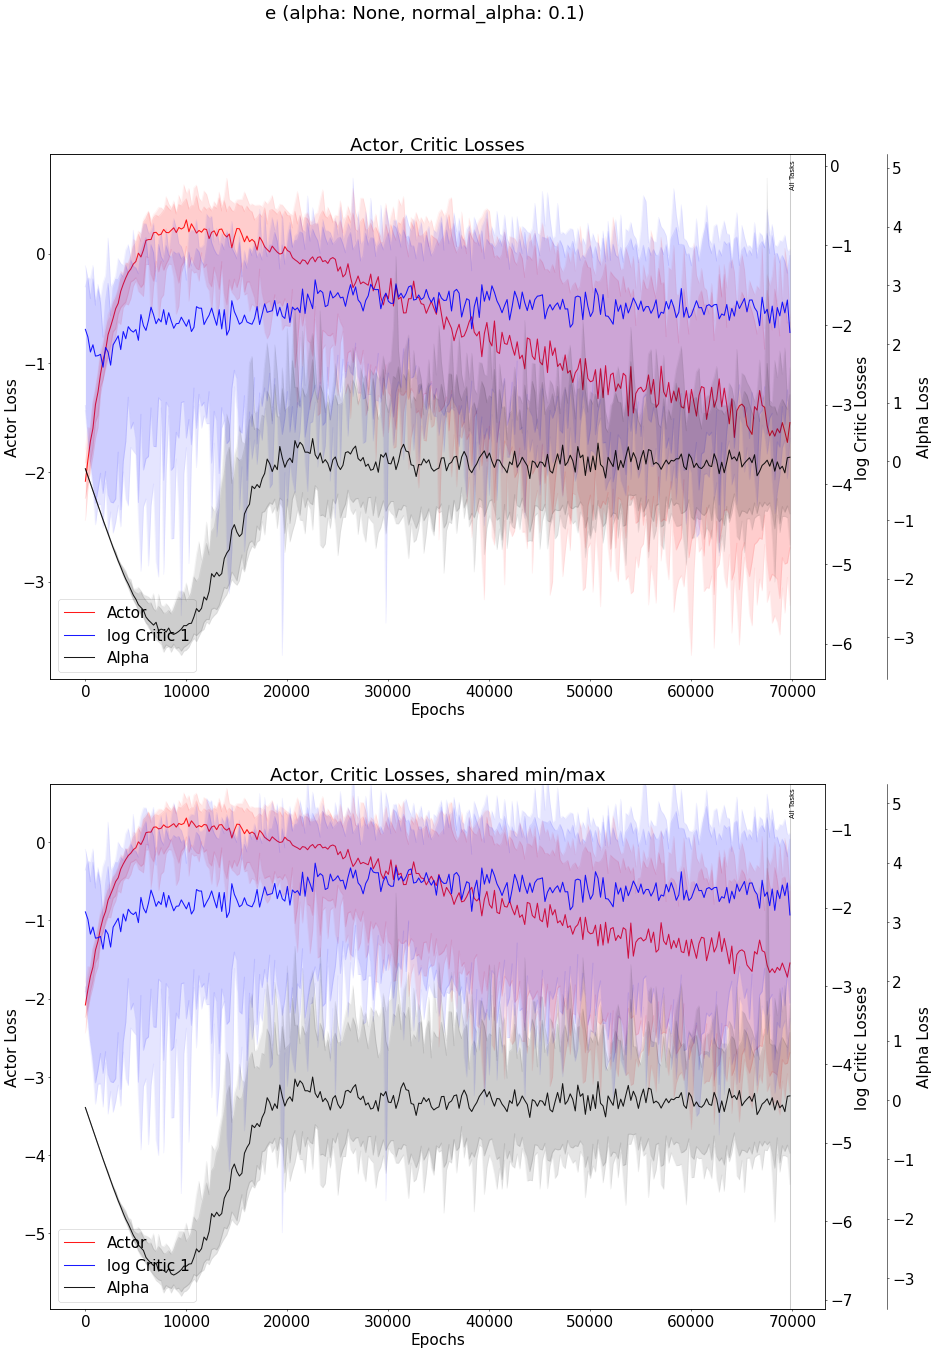 e (alpha: None, normal_alpha: 0.1)
Actor, Critic Losses
All Tasks
0
−1
−2
−3
Actor Loss
0
−1
−2
−3
−4
−5
−6
log Critic Losses
5
4
3
2
1
0
−1
−2
−3
Alpha Loss
Actor
log Critic 1
Alpha
0 10000 20000 30000 40000 50000 60000 70000
Epochs
Actor, Critic Losses, shared min/max
All Tasks
0
−1
−2
−3
−4
−5
Actor Loss
−1
−2
−3
−4
−5
−6
−7
log Critic Losses
5
4
3
2
1
0
−1
−2
−3
Alpha Loss
Actor
log Critic 1
Alpha
0 10000 20000 30000 40000 50000 60000 70000
Epochs